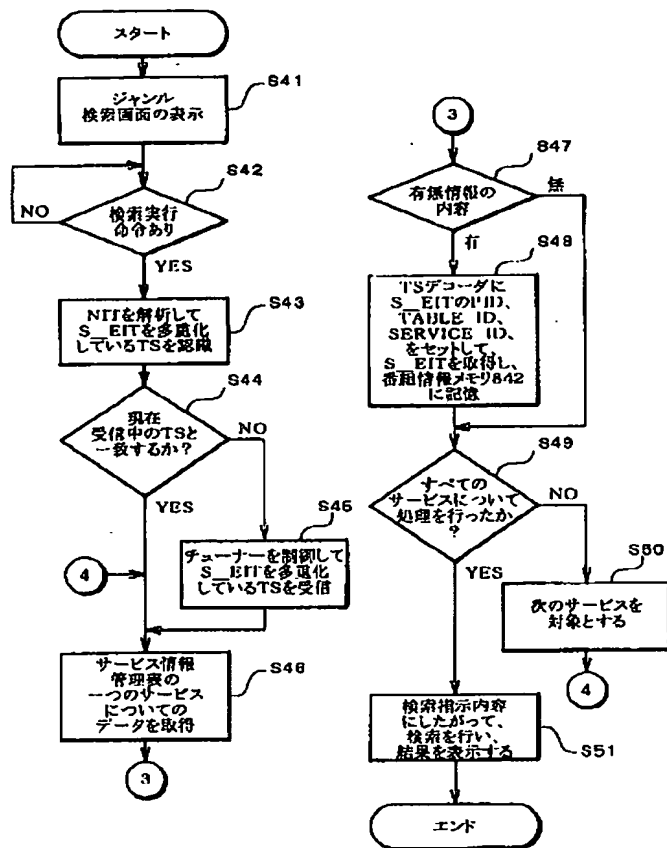 スタート
S41
ジャンル
検索画面の表示
S42
検索実行
命令あり
NO
YES
S43
NITを解析して
S_EITを多重化
しているTSを認識
S44
現在
受信中のTSと
一致するか?
NO
YES
S45
チューナーを制御して
S_EITを多重化
しているTSを受信
4
S46
サービス情報
管理表の
一つのサービス
についての
データを取得
3
3
S47
有無情報の
内容
無
有
S48
TSデコーダに
S_EITのPID、
TABLE ID、
SERVICE ID、
をセットして、
S_EITを取得し、
番組情報メモリ842
に記憶
S49
すべての
サービスについて
処理を行ったか
?
NO
YES
S50
次のサービスを
対象とする
4
検索指示内容
にしたがって、
検索を行い、
結果を表示する
S51
エンド